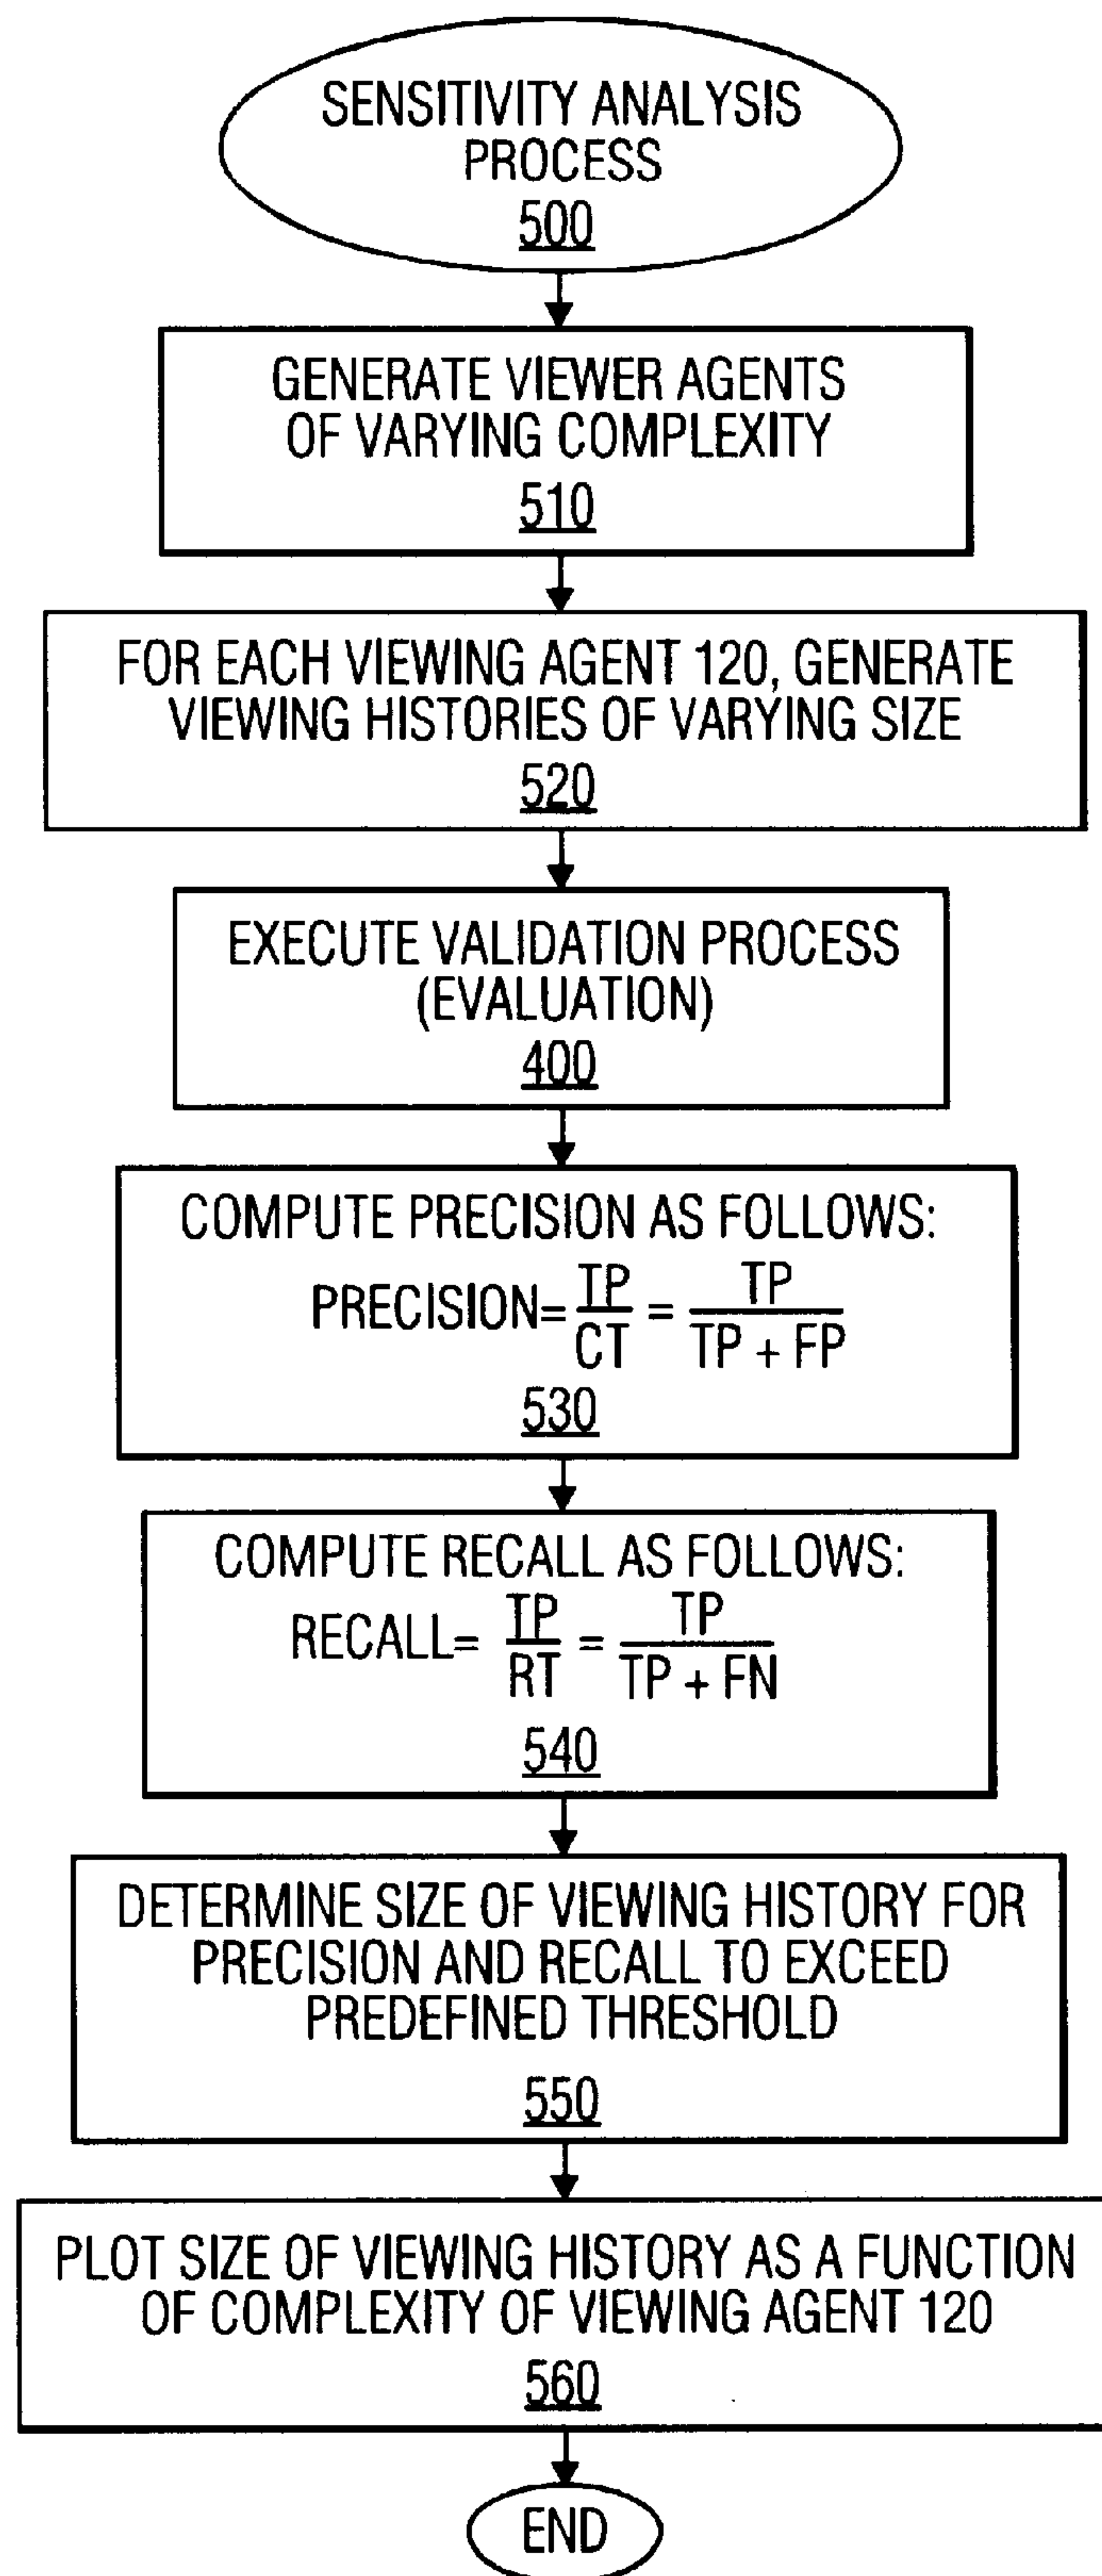 SENSITIVITY ANALYSIS
PROCESS
500
GENERATE VIEWER AGENTS
OF VARYING COMPLEXITY
510
FOR EACH VIEWING AGENT 120, GENERATE
VIEWING HISTORIES OF VARYING SIZE
520
EXECUTE VALIDATION PROCESS
(EVALUATION)
400
COMPUTE PRECISION AS FOLLOWS:
PRECISION= TP/CT = TP/(TP + FP)
530
COMPUTE RECALL AS FOLLOWS:
RECALL= TP/RT = TP/(TP + FN)
540
DETERMINE SIZE OF VIEWING HISTORY FOR
PRECISION AND RECALL TO EXCEED
PREDEFINED THRESHOLD
550
PLOT SIZE OF VIEWING HISTORY AS A FUNCTION
OF COMPLEXITY OF VIEWING AGENT 120
560
END